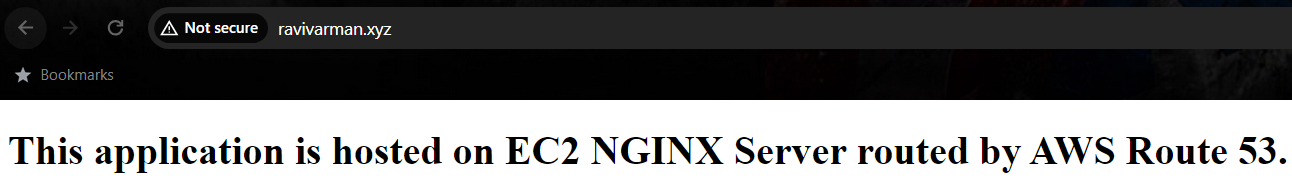 Not secure ravivarman.xyz
Bookmarks
This application is hosted on EC2 NGINX Server routed by AWS Route 53.